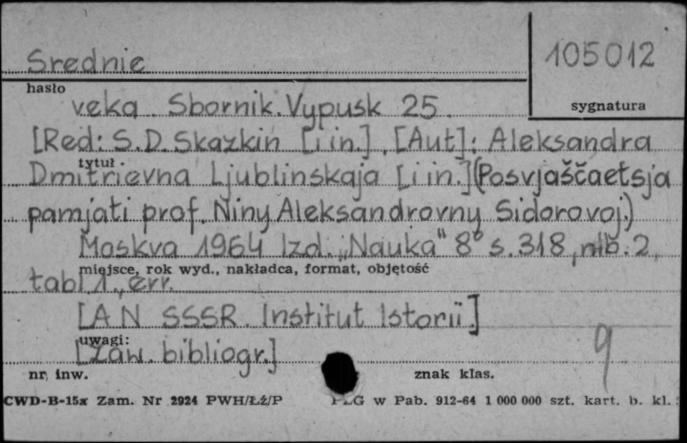 Srednie
105012
hasło
sygnatura
veka. Sbornik. Vypusk 25.
[Red: S.D. Skazkin [i in.]. [Aut]: Aleksandra
tytuł
Dmitrievna Ljublinskaja [i in.] (Posvjaščaetsja
pamjati prof. Niny Aleksandrovny Sidorovoj.)
Moskva 1964 Izd. „Nauka" 8° s. 318, nlb. 2,
miejsce, rok wyd., nakładca, format, objętość
tabl. 1., err.
[AN SSSR. Institut Istorii.]
uwagi:
[Zaw. bibliogr.]
9
nr. inw.
znak klas.
CWD-B-15x Zam. Nr 2924 PWH/Łź/P
G w Pab. 912-64 1 000 000 szt. kart. b. kl.